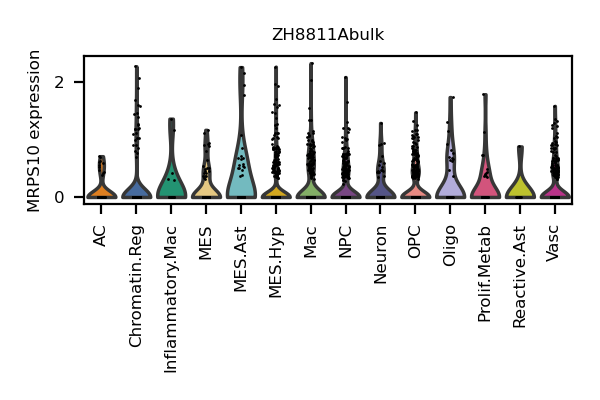 ZH8811Abulk
MRPS10 expression
2
0
AC
Chromatin.Reg
Inflammatory.Mac
MES
MES.Ast
MES.Hyp
Mac
NPC
Neuron
OPC
Oligo
Prolif.Metab
Reactive.Ast
Vasc